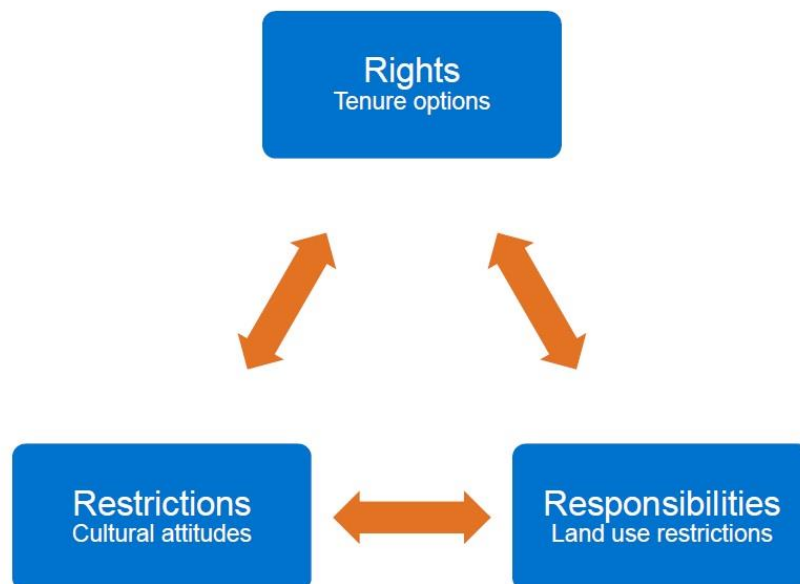 Rights
Tenure options
Restrictions
Cultural attitudes
Responsibilities
Land use restrictions